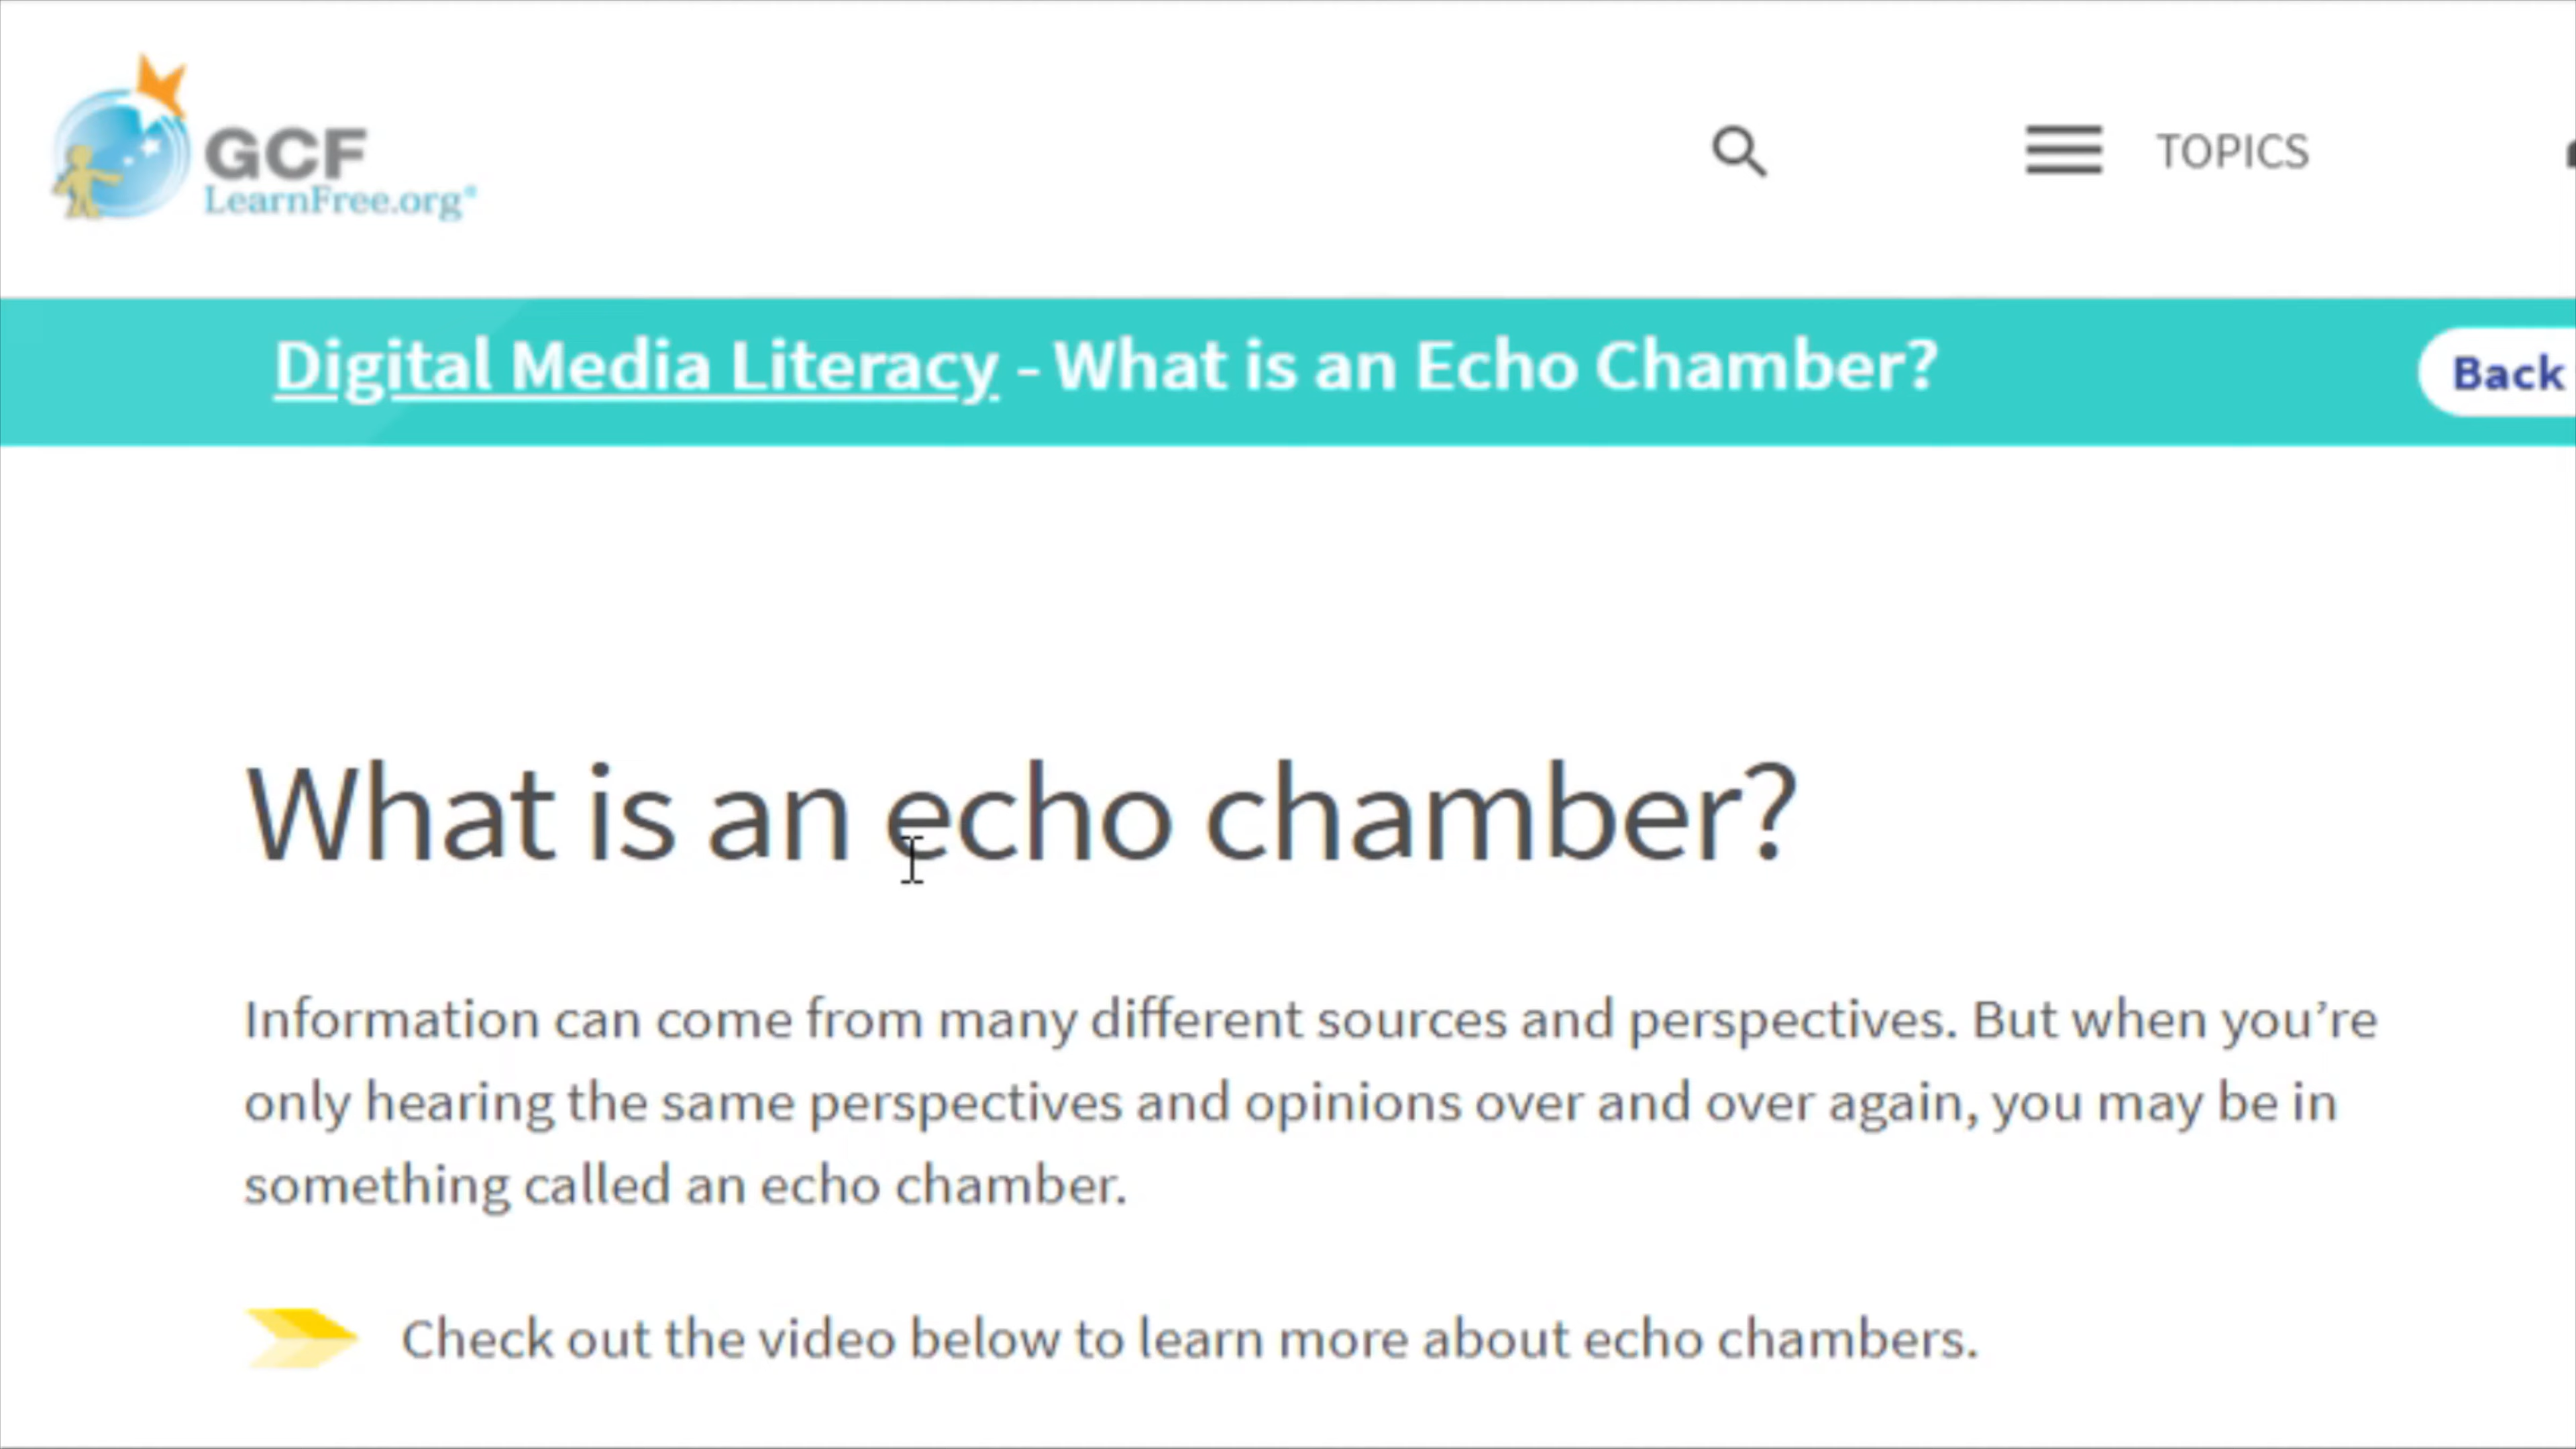 GCF
LearnFree.org®
TOPICS
Digital Media Literacy - What is an Echo Chamber?
Back
What is an echo chamber?
Information can come from many different sources and perspectives. But when you’re
only hearing the same perspectives and opinions over and over again, you may be in
something called an echo chamber.
Check out the video below to learn more about echo chambers.